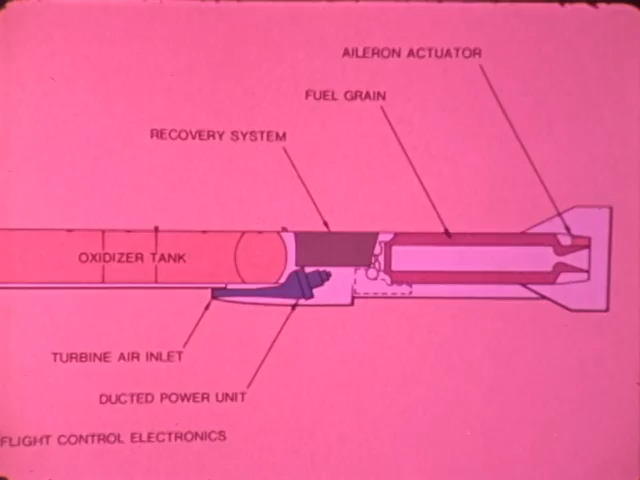 AILERON ACTUATOR
FUEL GRAIN
RECOVERY SYSTEM
OXIDIZER TANK
TURBINE AIR INLET
DUCTED POWER UNIT
FLIGHT CONTROL ELECTRONICS